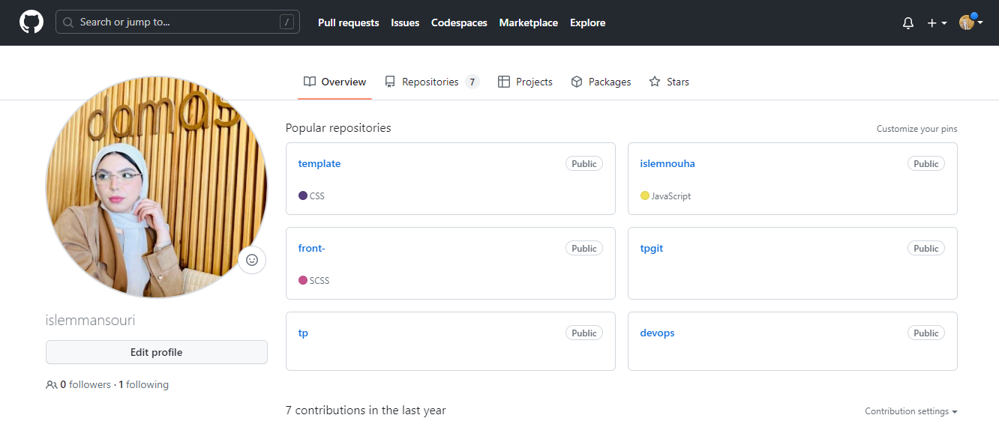 Search or jump to... / Pull requests Issues Codespaces Marketplace Explore
Overview Repositories 7 Projects Packages Stars
damas
Popular repositories Customize your pins
template Public islemnouha Public
CSS JavaScript
front- Public tpgit Public
SCSS
islemmansouri
tp Public devops Public
Edit profile
0 followers · 1 following
7 contributions in the last year Contribution settings